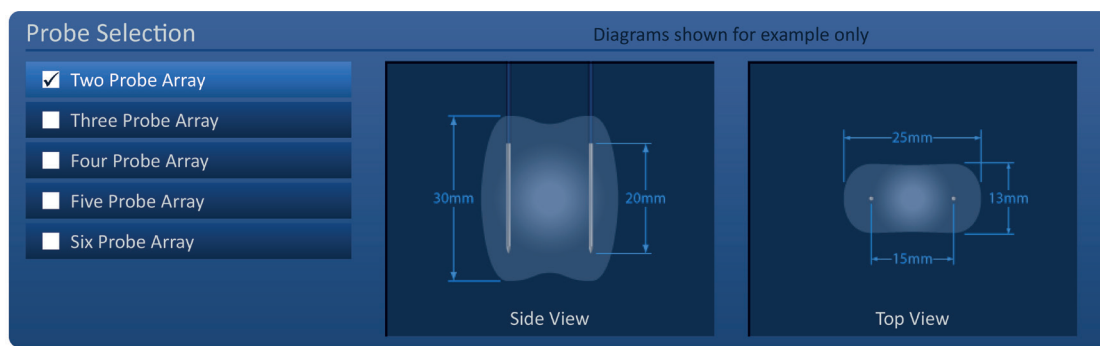 Probe Selection
Diagrams shown for example only
Two Probe Array
Three Probe Array
Four Probe Array
Five Probe Array
Six Probe Array
30mm
20mm
Side View
25mm
13mm
15mm
Top View